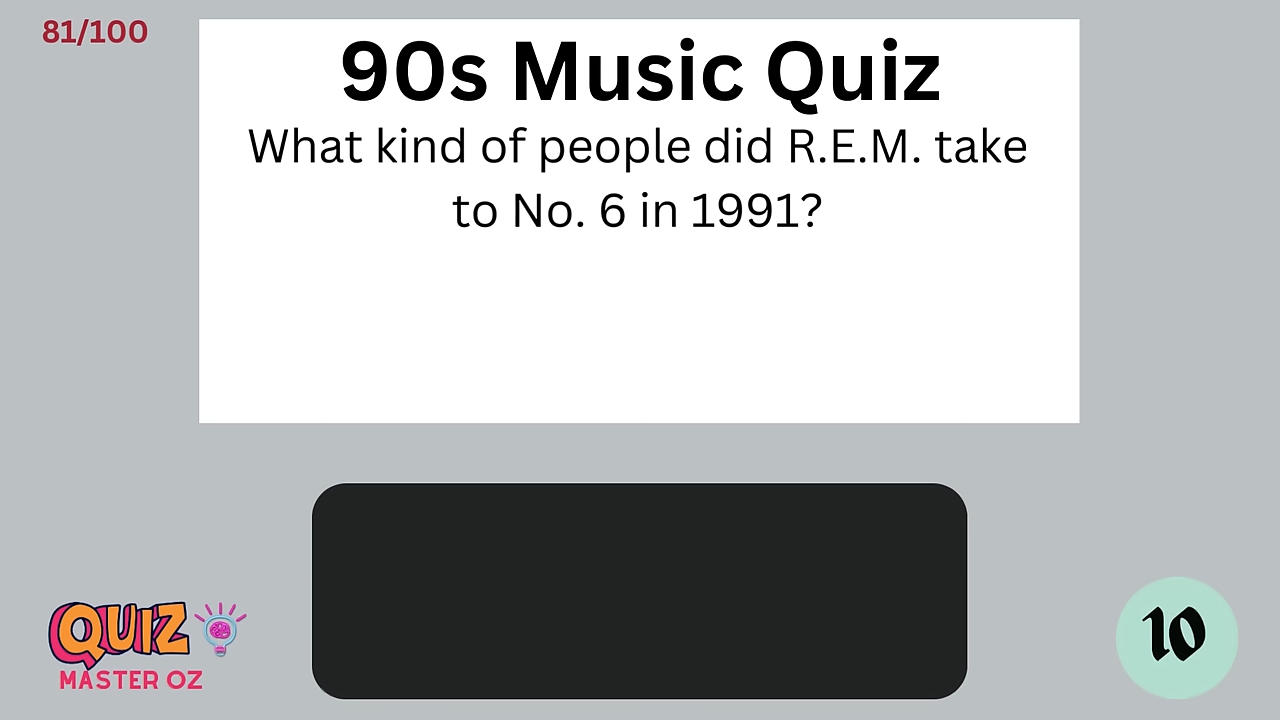 81/100
90s Music Quiz
What kind of people did R.E.M. take
to No. 6 in 1991?
QUIZ
MASTER OZ
10